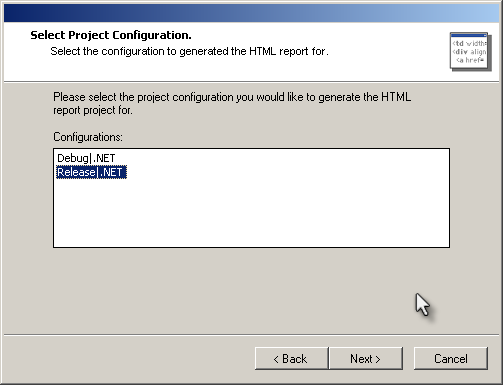 Select Project Configuration.
Select the configuration to generated the HTML report for.
<td width=
<div align
<a href=
Please select the project configuration you would like to generate the HTML
report project for.
Configurations:
Debug|.NET
Release|.NET
< Back
Next >
Cancel